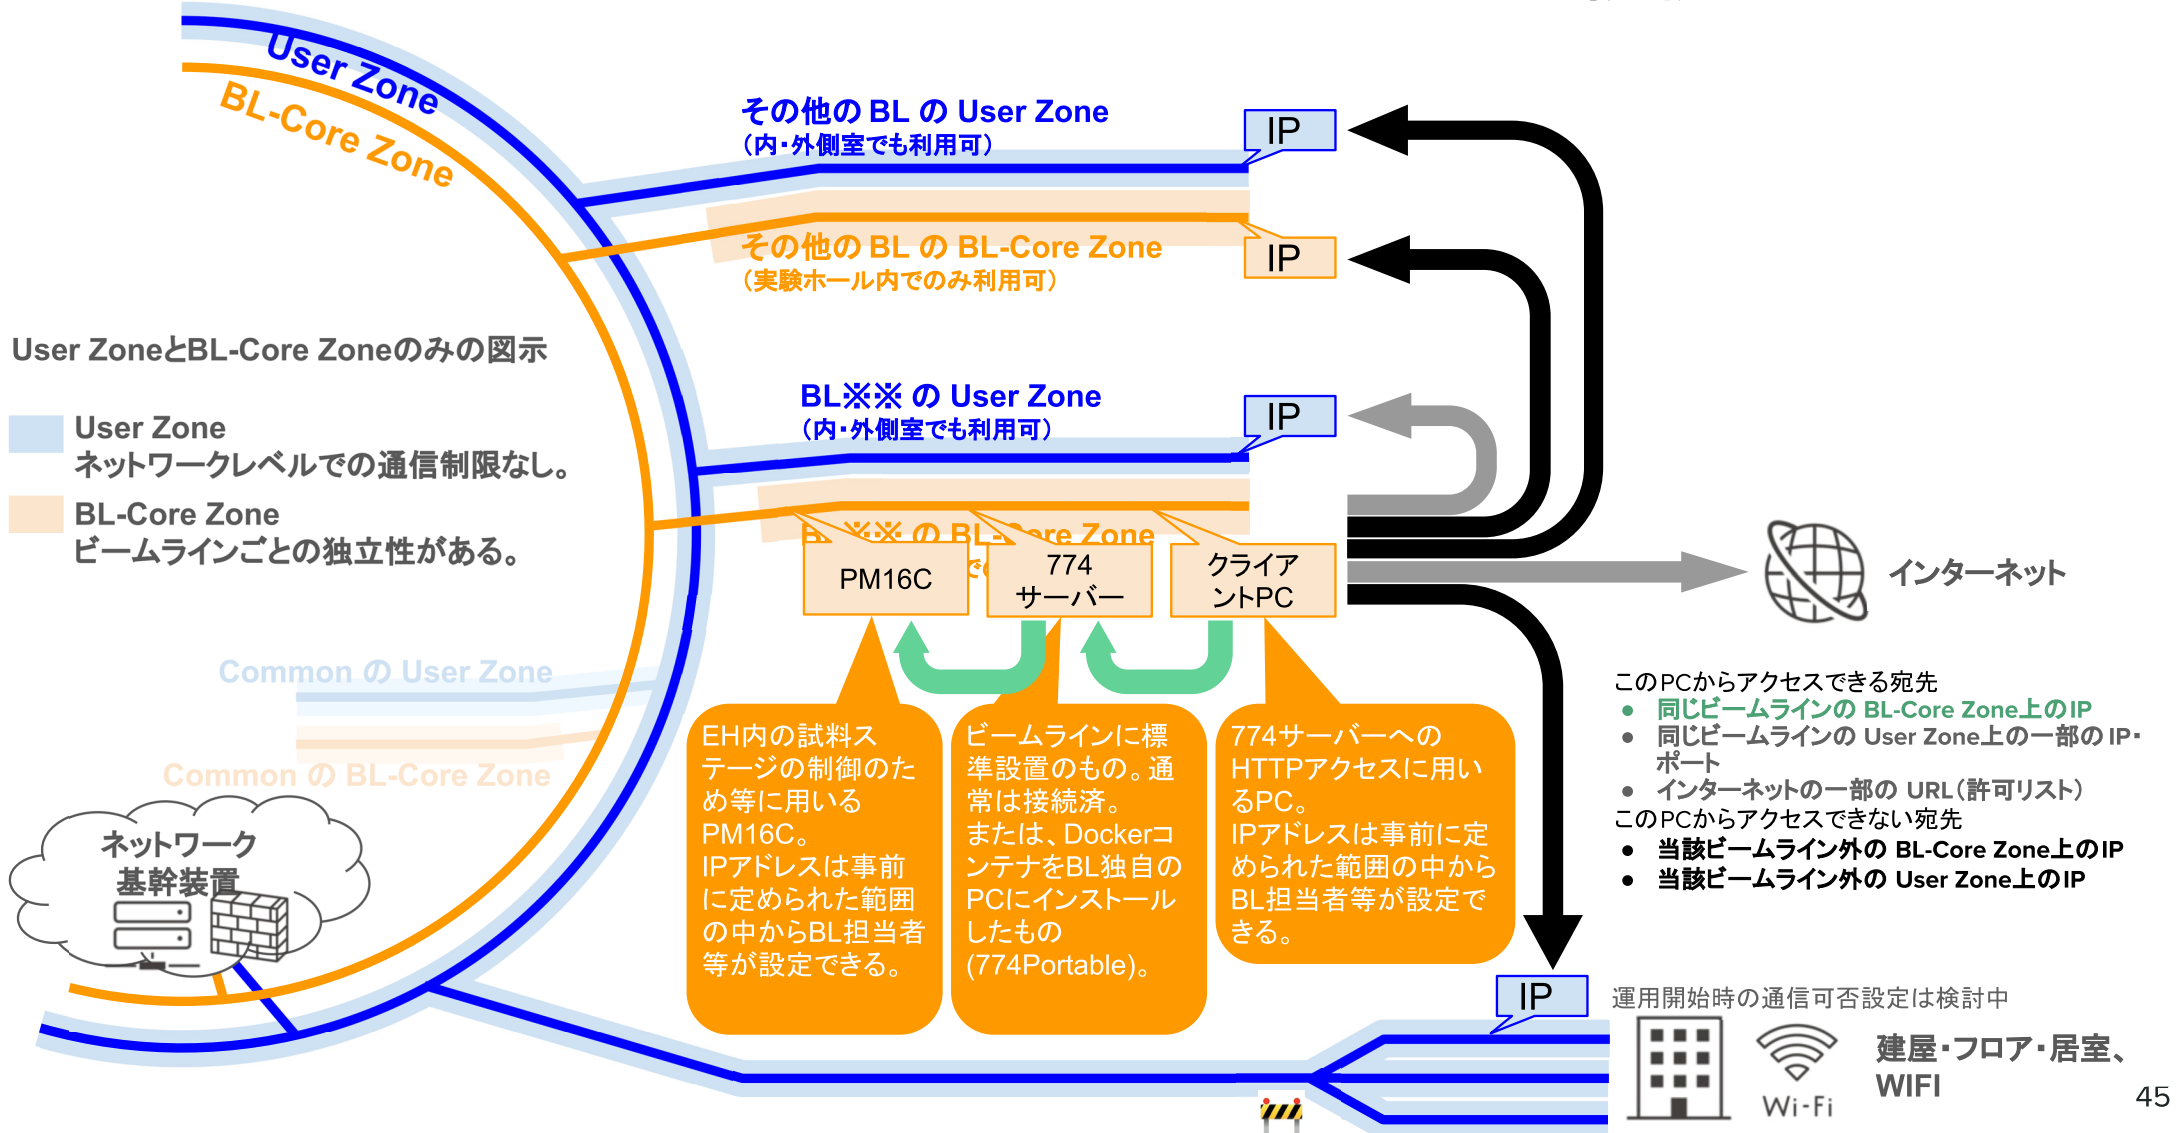 User Zone
BL-Core Zone
その他の BL の User Zone
（内・外側室でも利用可）
IP
その他の BL の BL-Core Zone
（実験ホール内でのみ利用可）
IP
User ZoneとBL-Core Zoneのみの図示
User Zone
ネットワークレベルでの通信制限なし。
BL-Core Zone
ビームラインごとの独立性がある。
BL※※ の User Zone
（内・外側室でも利用可）
IP
の BL-Core Zone
PM16C
774
サーバー
クライア
ントPC
インターネット
Common の User Zone
Common の BL-Core Zone
ネットワーク
基幹装置
EH内の試料ス
テージの制御のた
め等に用いる
PM16C。
IPアドレスは事前
に定められた範囲
の中からBL担当者
等が設定できる。
ビームラインに標
準設置のもの。通
常は接続済。
または、Dockerコ
ンテナをBL独自の
PCにインストール
したもの
(774Portable)。
774サーバーへの
HTTPアクセスに用い
るPC。
IPアドレスは事前に定
められた範囲の中から
BL担当者等が設定で
きる。
このPCからアクセスできる宛先
● 同じビームラインの BL-Core Zone上のIP
● 同じビームラインの User Zone上の一部のIP・
ポート
● インターネットの一部の URL（許可リスト）
このPCからアクセスできない宛先
● 当該ビームライン外の BL-Core Zone上のIP
● 当該ビームライン外の User Zone上のIP
IP
運用開始時の通信可否設定は検討中
Wi-Fi
建屋・フロア・居室、
WIFI
45